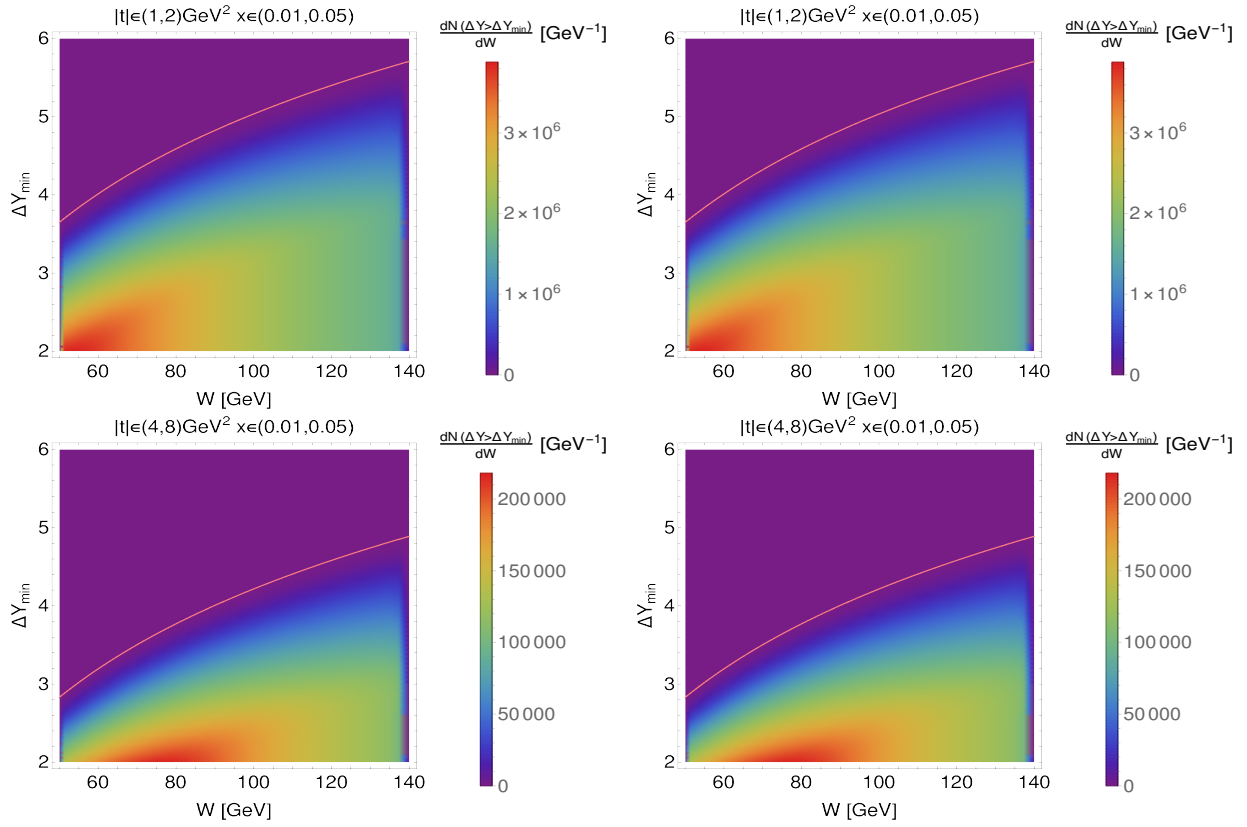 |t|ϵ(1,2)GeV² x∈(0.01,0.05)
dN(ΔY>ΔYmin)/dW [GeV⁻¹]
6
5
4
3
2
ΔYmin
60 80 100 120 140
W [GeV]
3×10⁶
2×10⁶
1×10⁶
0
|t|ϵ(1,2)GeV² x∈(0.01,0.05)
dN(ΔY>ΔYmin)/dW [GeV⁻¹]
6
5
4
3
2
ΔYmin
60 80 100 120 140
W [GeV]
3×10⁶
2×10⁶
1×10⁶
0
|t|ϵ(4,8)GeV² x∈(0.01,0.05)
dN(ΔY>ΔYmin)/dW [GeV⁻¹]
6
5
4
3
2
ΔYmin
60 80 100 120 140
W [GeV]
200 000
150 000
100 000
50 000
0
|t|ϵ(4,8)GeV² x∈(0.01,0.05)
dN(ΔY>ΔYmin)/dW [GeV⁻¹]
6
5
4
3
2
ΔYmin
60 80 100 120 140
W [GeV]
200 000
150 000
100 000
50 000
0